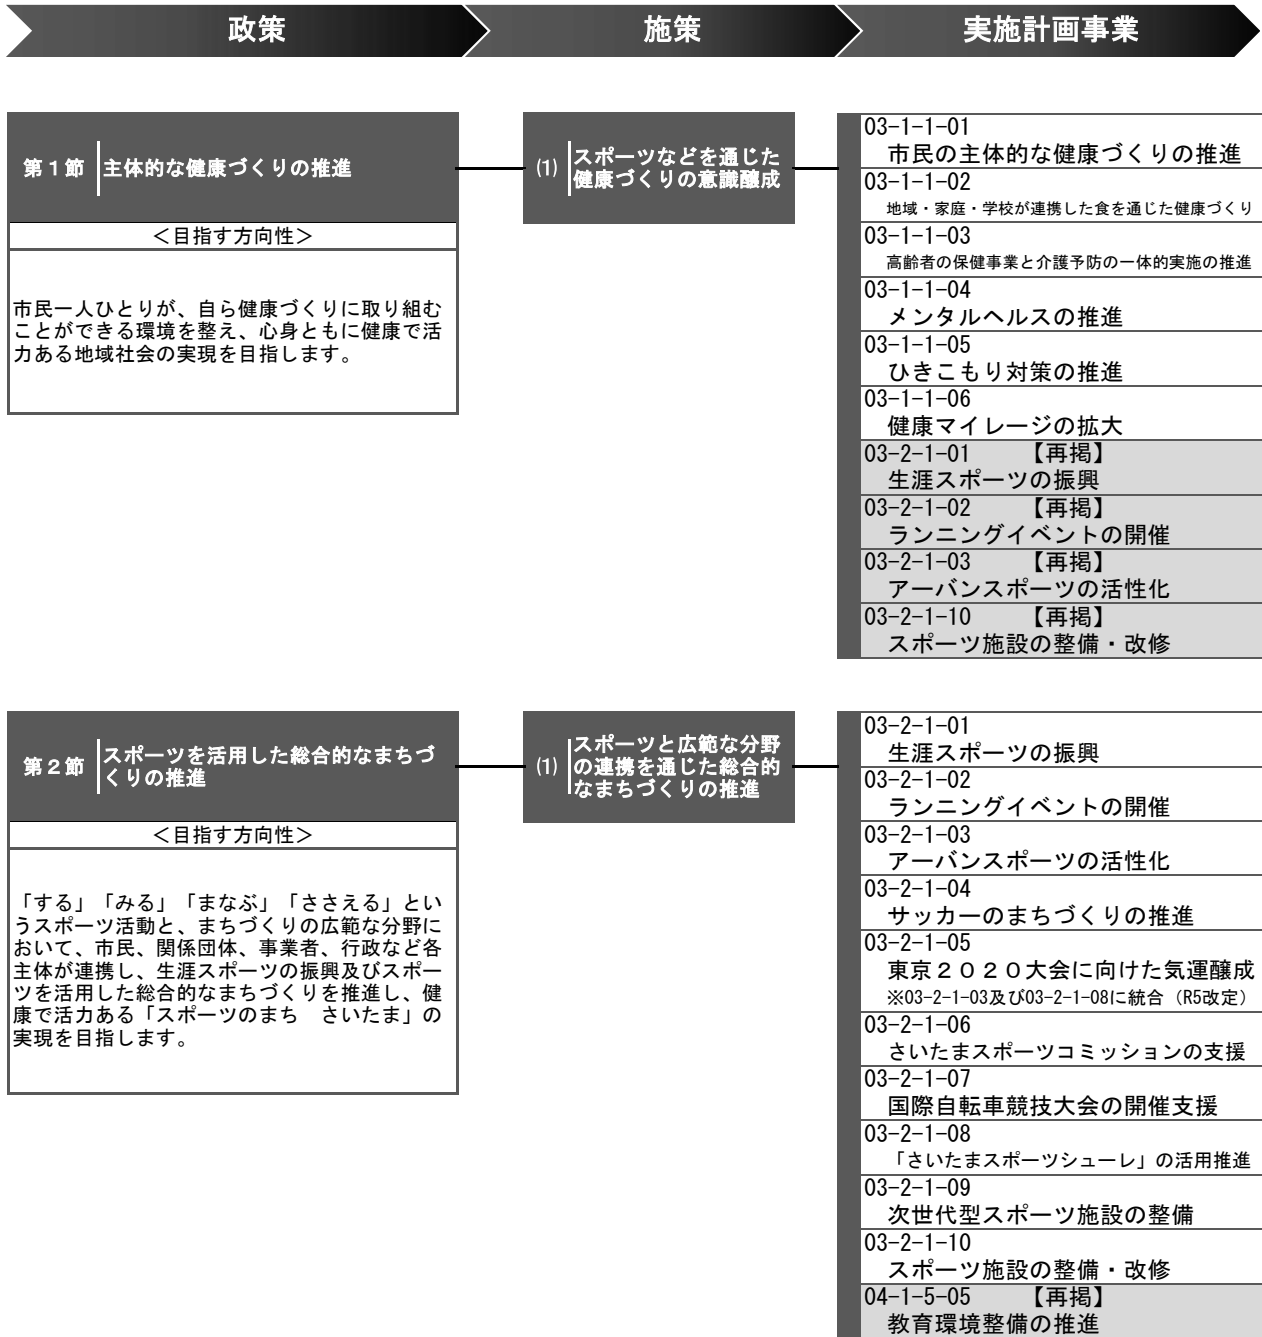 政策
施策
実施計画事業
第1節
主体的な健康づくりの推進
＜目指す方向性＞
市民一人ひとりが、自ら健康づくりに取り組む
ことができる環境を整え、心身ともに健康で活
力ある地域社会の実現を目指します。
⑴
スポーツなどを通じた
健康づくりの意識醸成
03-1-1-01
市民の主体的な健康づくりの推進
03-1-1-02
地域・家庭・学校が連携した食を通じた健康づくり
03-1-1-03
高齢者の保健事業と介護予防の一体的実施の推進
03-1-1-04
メンタルヘルスの推進
03-1-1-05
ひきこもり対策の推進
03-1-1-06
健康マイレージの拡大
03-2-1-01 【再掲】
生涯スポーツの振興
03-2-1-02 【再掲】
ランニングイベントの開催
03-2-1-03 【再掲】
アーバンスポーツの活性化
03-2-1-10 【再掲】
スポーツ施設の整備・改修
第２節
スポーツを活用した総合的なまちづ
くりの推進
＜目指す方向性＞
「する」「みる」「まなぶ」「ささえる」とい
うスポーツ活動と、まちづくりの広範な分野に
おいて、市民、関係団体、事業者、行政など各
主体が連携し、生涯スポーツの振興及びスポー
ツを活用した総合的なまちづくりを推進し、健
康で活力ある「スポーツのまち　さいたま」の
実現を目指します。
⑴
スポーツと広範な分野
の連携を通じた総合的
なまちづくりの推進
03-2-1-01
生涯スポーツの振興
03-2-1-02
ランニングイベントの開催
03-2-1-03
アーバンスポーツの活性化
03-2-1-04
サッカーのまちづくりの推進
03-2-1-05
東京２０２０大会に向けた気運醸成
※03-2-1-03及び03-2-1-08に統合（R5改定）
03-2-1-06
さいたまスポーツコミッションの支援
03-2-1-07
国際自転車競技大会の開催支援
03-2-1-08
「さいたまスポーツシューレ」の活用推進
03-2-1-09
次世代型スポーツ施設の整備
03-2-1-10
スポーツ施設の整備・改修
04-1-5-05 【再掲】
教育環境整備の推進